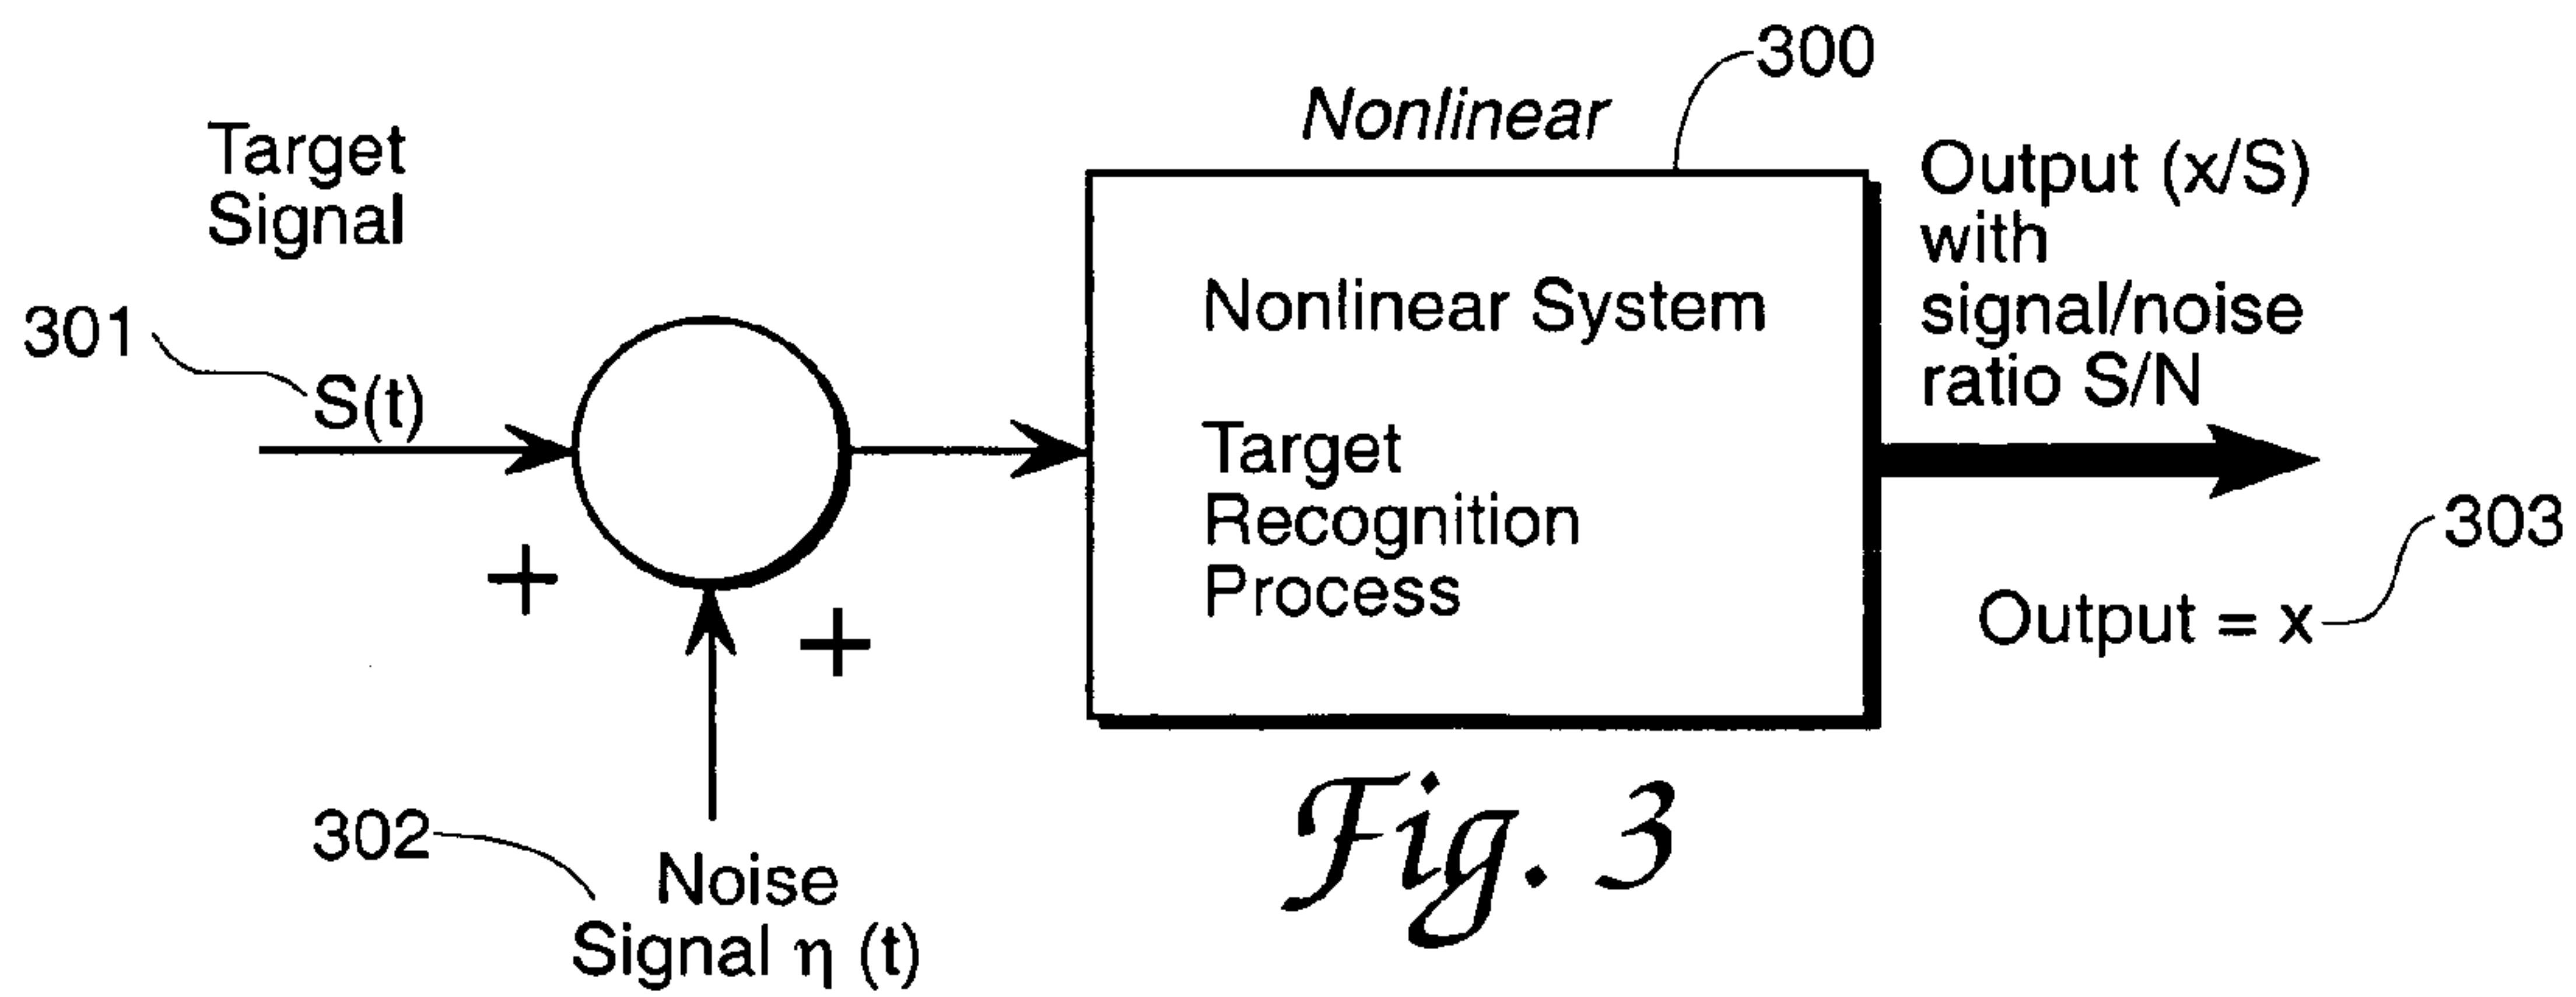 300
Nonlinear
Target
Signal
Output (x/S)
with
signal/noise
ratio S/N
301
S(t)
Nonlinear System
Target
Recognition
Process
+
+
303
Output = x
302
Noise
Signal η (t)
Fig. 3